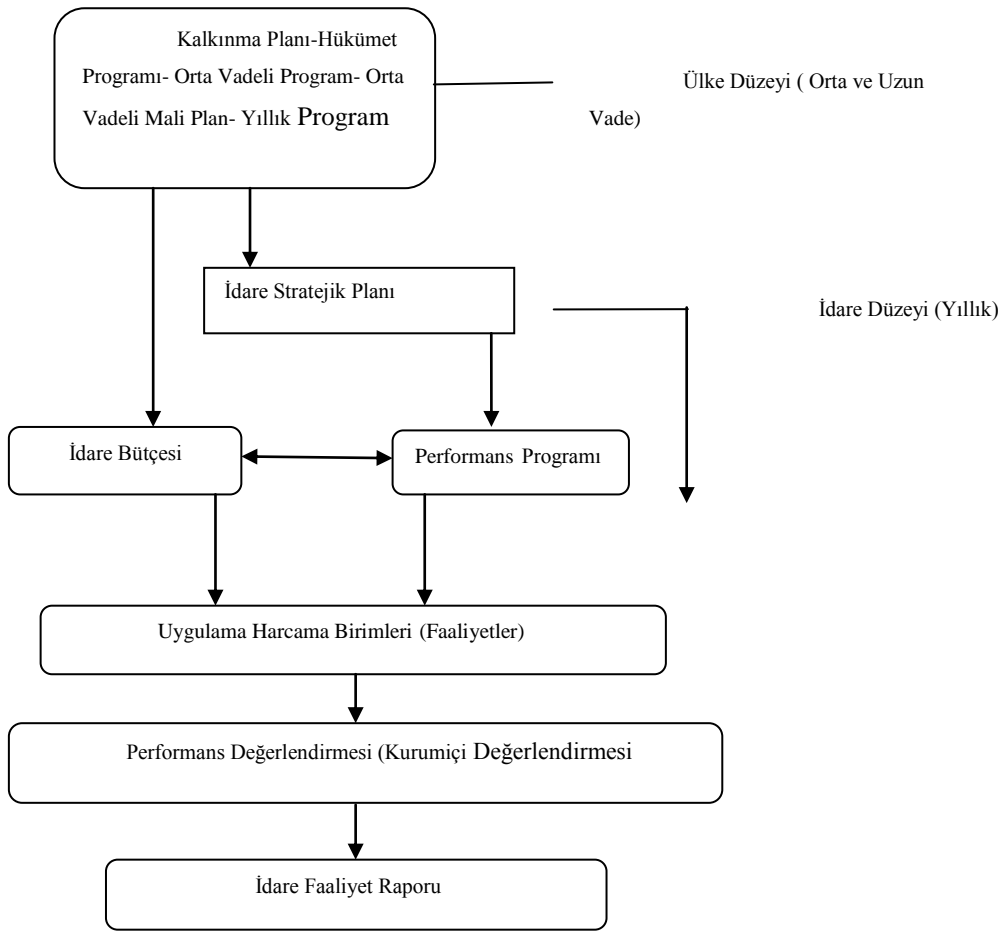 Kalkınma Planı-Hükümet
Programı- Orta Vadeli Program- Orta
Vadeli Mali Plan- Yıllık Program
Ülke Düzeyi ( Orta ve Uzun
Vade)
İdare Stratejik Planı
İdare Düzeyi (Yıllık)
İdare Bütçesi
Performans Programı
Uygulama Harcama Birimleri (Faaliyetler)
Performans Değerlendirmesi (Kurumiçi Değerlendirmesi
İdare Faaliyet Raporu